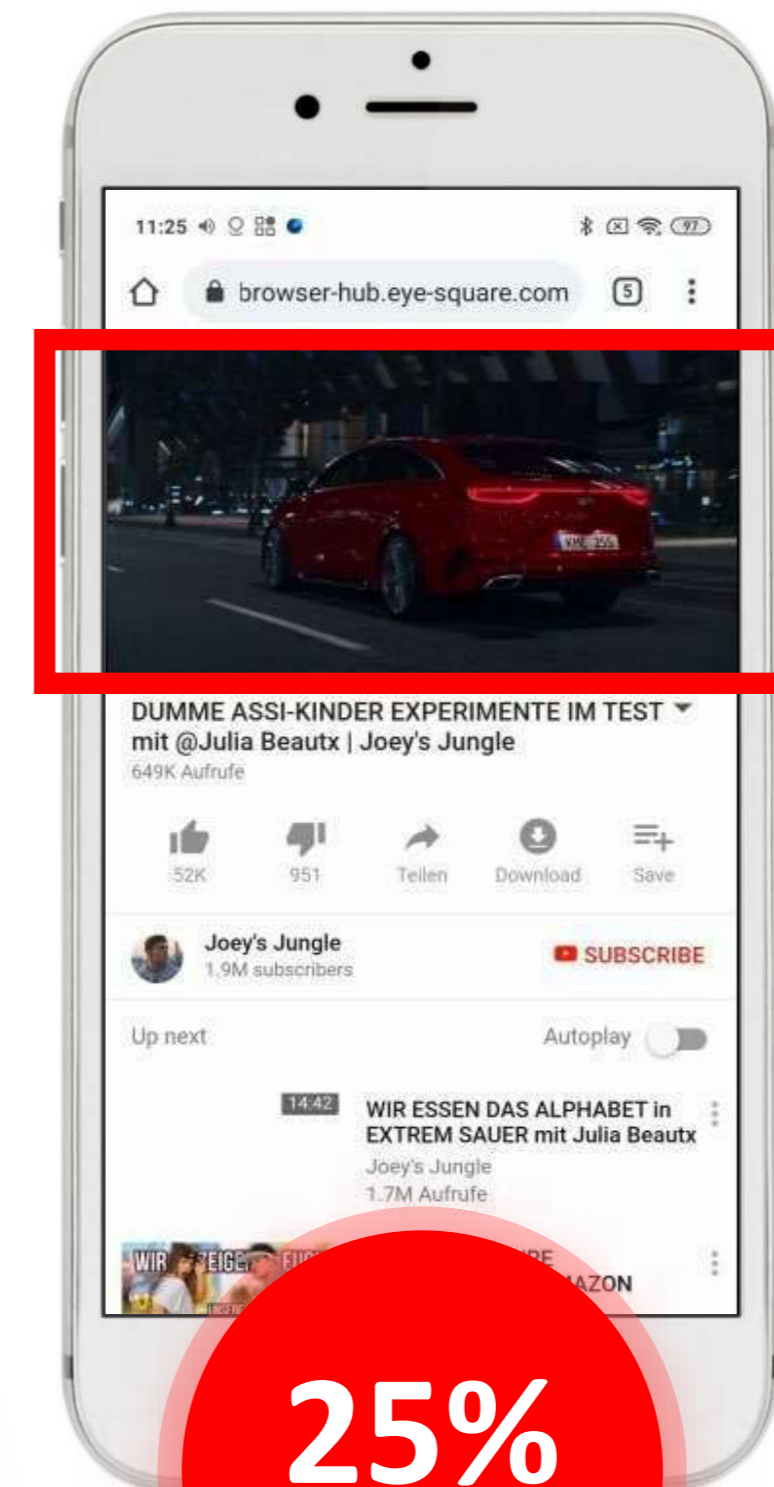 11:25
97
browser-hub.eye-square.com
5
DUMME ASSI-KINDER EXPERIMENTE IM TEST
mit @Julia Beautx | Joey's Jungle
649K Aufrufe
52K
951
Teilen
Download
Save
Joey's Jungle
1.9M subscribers
SUBSCRIBE
Up next
Autoplay
14:42
WIR ESSEN DAS ALPHABET in
EXTREM SAUER mit Julia Beautx
Joey's Jungle
1.7M Aufrufe
WIR
25%